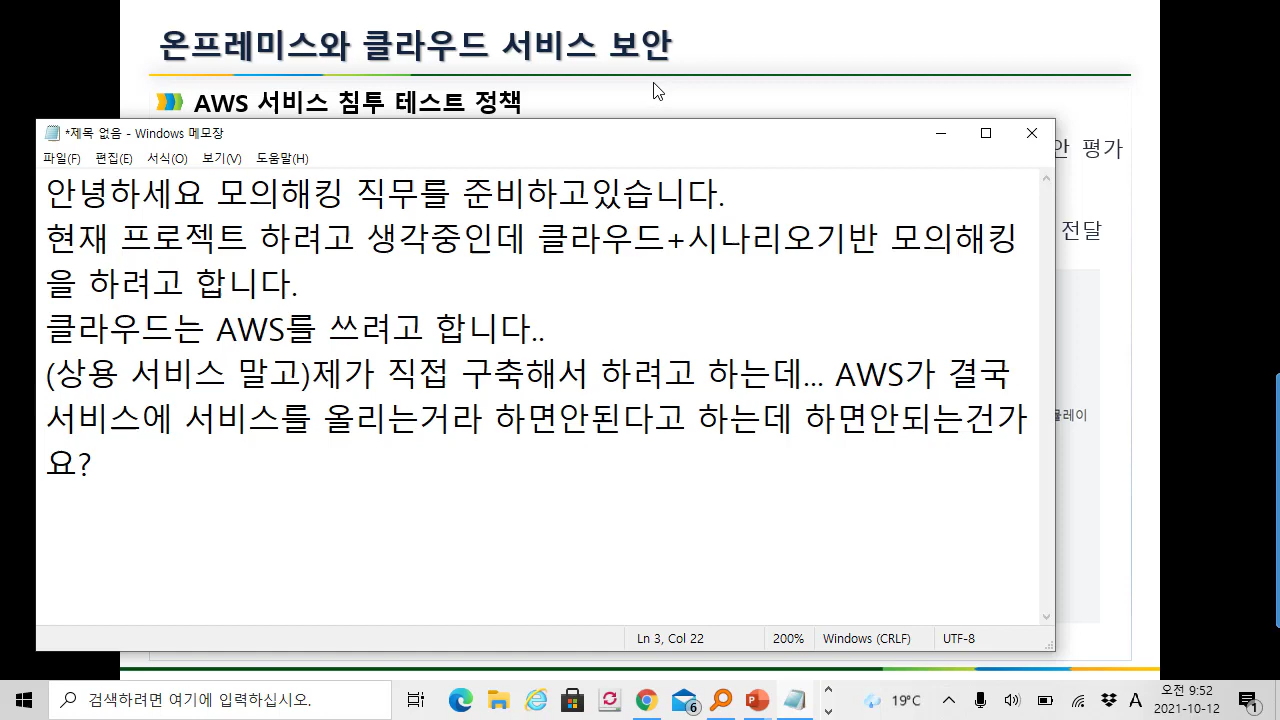 온프레미스와 클라우드 서비스 보안
AWS 서비스 침투 테스트 정책
안 평가
전달
플레이
*제목 없음 - Windows 메모장
파일(F) 편집(E) 서식(O) 보기(V) 도움말(H)
안녕하세요 모의해킹 직무를 준비하고있습니다.
현재 프로젝트 하려고 생각중인데 클라우드+시나리오기반 모의해킹
을 하려고 합니다.
클라우드는 AWS를 쓰려고 합니다..
(상용 서비스 말고)제가 직접 구축해서 하려고 하는데... AWS가 결국
서비스에 서비스를 올리는거라 하면안된다고 하는데 하면안되는건가
요?
Ln 3, Col 22 200% Windows (CRLF) UTF-8
검색하려면 여기에 입력하십시오.
6
19°C
A
오전 9:52
2021-10-12
1